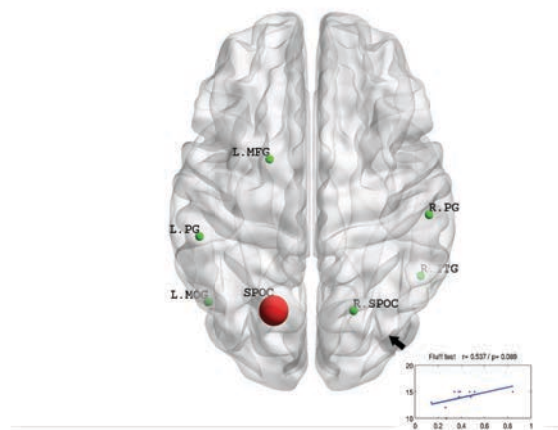 L.MFG
R.PG
L.PG
L.MOG
SPOC
R.SPOC
Fluff test r= 0.537 / p= 0.088
20
15
10
0 0.2 0.4 0.6 0.8 1